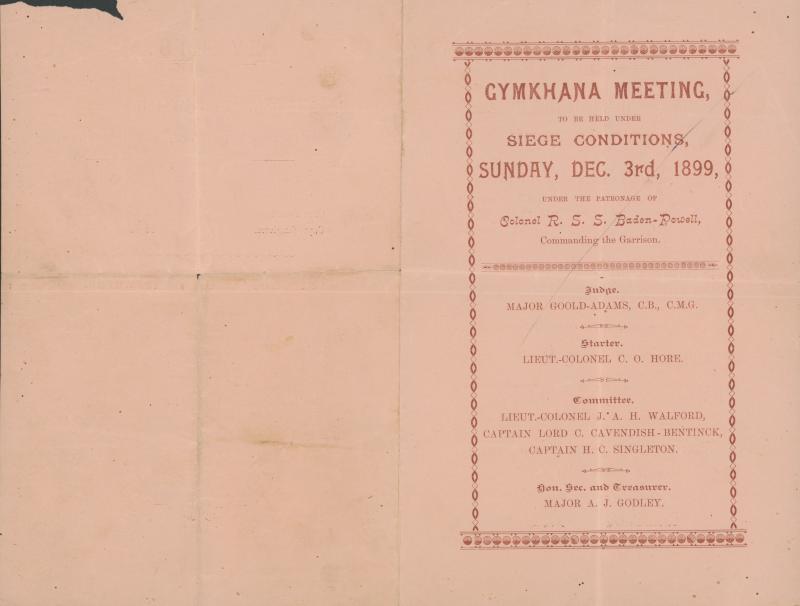 GYMKHANA MEETING,
TO BE HELD UNDER
SIEGE CONDITIONS,
SUNDAY, DEC. 3rd, 1899,
UNDER THE PATRONAGE OF
Colonel R. S. S. Baden-Powell,
Commanding the Garrison.
Judge.
MAJOR GOOLD-ADAMS, C.B., C.M.G.
Starter.
LIEUT.-COLONEL C. O. HORE.
Committee.
LIEUT.-COLONEL J. A. H. WALFORD,
CAPTAIN LORD C. CAVENDISH-BENTINCK,
CAPTAIN H. C. SINGLETON.
Hon. Sec. and Treasurer.
MAJOR A. J. GODLEY.